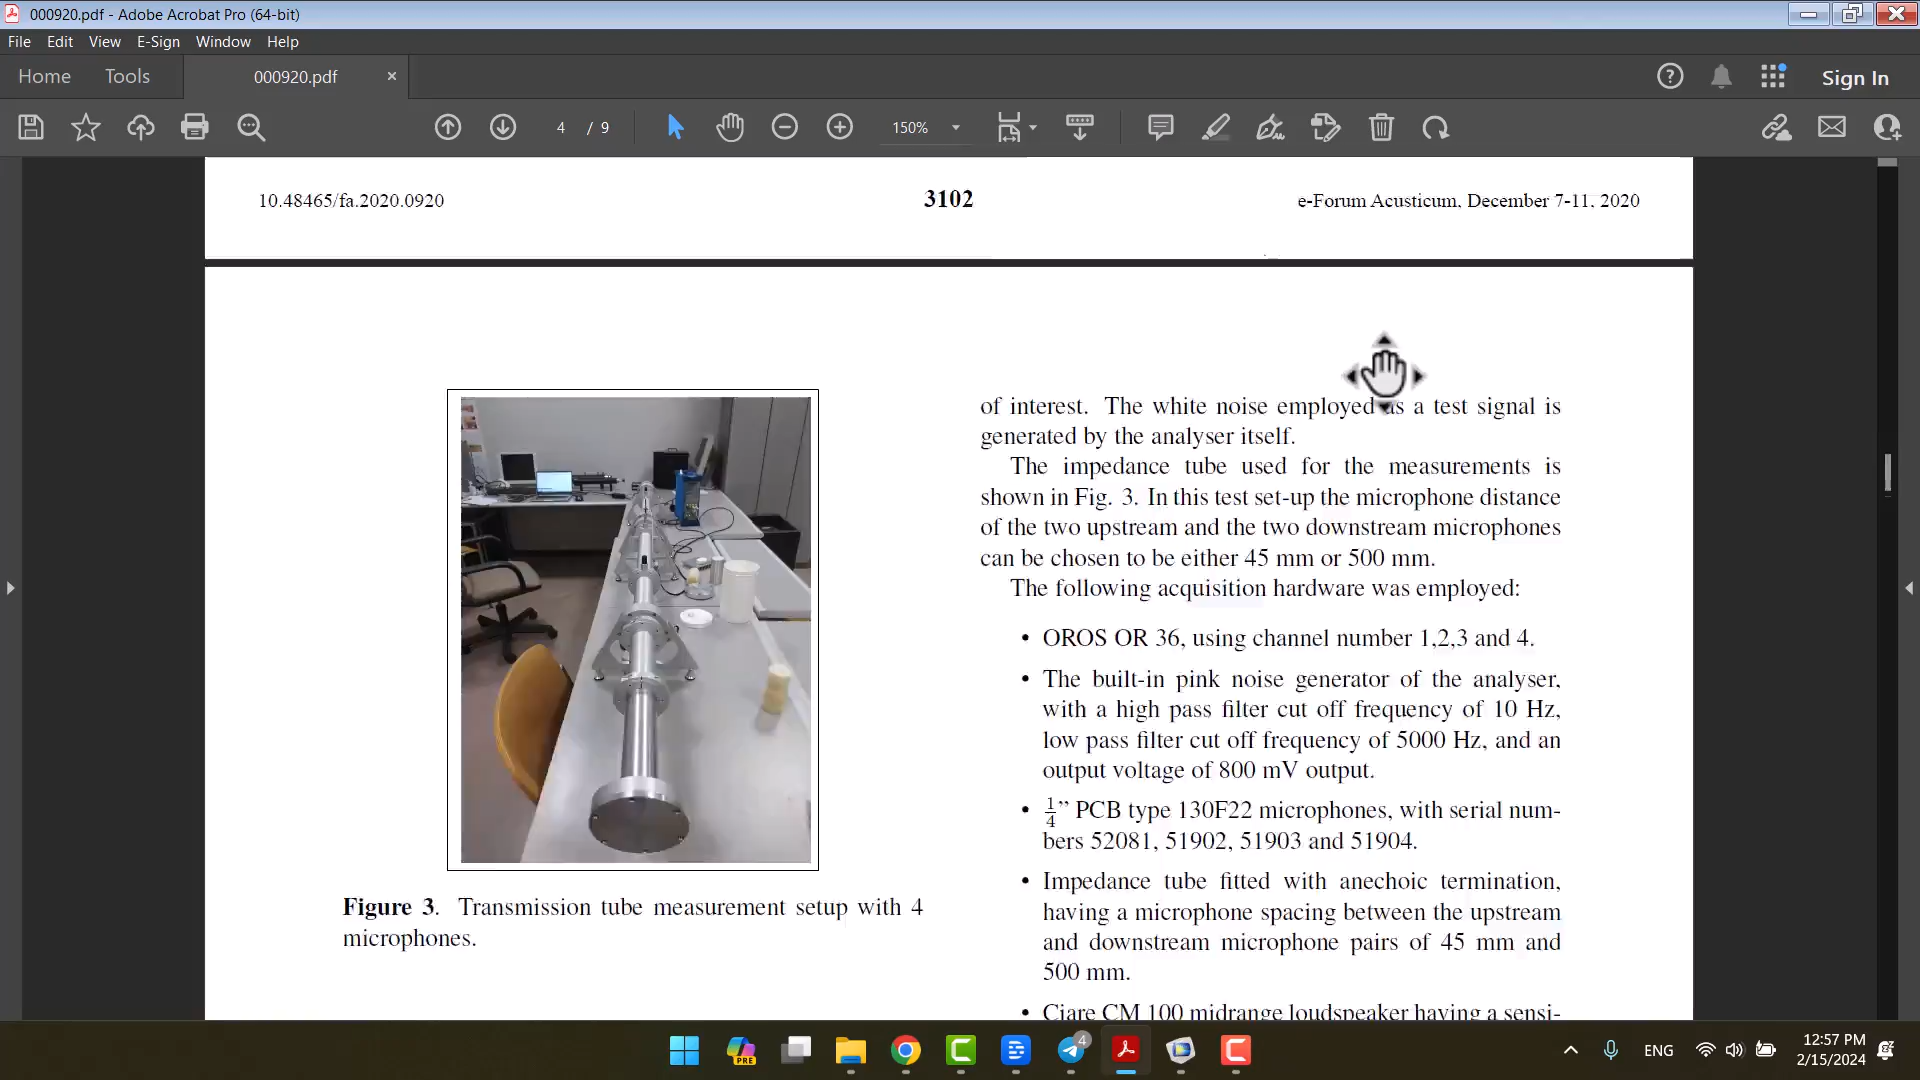 000920.pdf - Adobe Acrobat Pro (64-bit)
File Edit View E-Sign Window Help
Home Tools 000920.pdf × Sign In
4 / 9 150%
10.48465/fa.2020.0920 3102 e-Forum Acusticum, December 7-11, 2020
of interest. The white noise employed as a test signal is
generated by the analyser itself.
The impedance tube used for the measurements is
shown in Fig. 3. In this test set-up the microphone distance
of the two upstream and the two downstream microphones
can be chosen to be either 45 mm or 500 mm.
The following acquisition hardware was employed:
• OROS OR 36, using channel number 1,2,3 and 4.
• The built-in pink noise generator of the analyser,
with a high pass filter cut off frequency of 10 Hz,
low pass filter cut off frequency of 5000 Hz, and an
output voltage of 800 mV output.
• 1/4” PCB type 130F22 microphones, with serial num-
bers 52081, 51902, 51903 and 51904.
• Impedance tube fitted with anechoic termination,
having a microphone spacing between the upstream
and downstream microphone pairs of 45 mm and
500 mm.
• Ciare CM 100 midrange loudspeaker having a sensi-
Figure 3. Transmission tube measurement setup with 4
microphones.
PRE
4
ENG
12:57 PM
2/15/2024